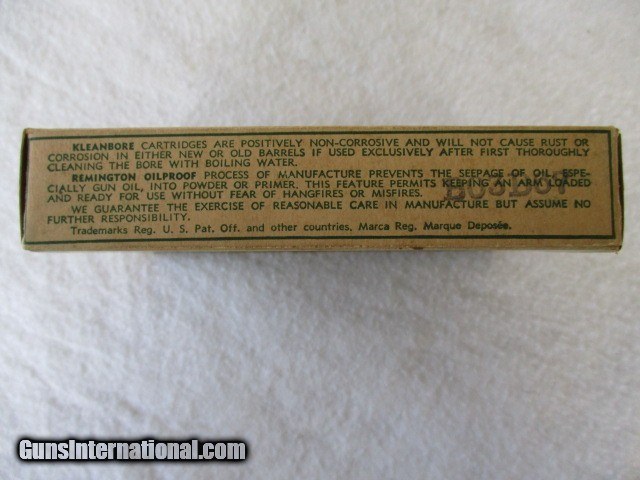 KLEANBORE CARTRIDGES ARE POSITIVELY NON-CORROSIVE AND WILL NOT CAUSE RUST OR
CORROSION IN EITHER NEW OR OLD BARRELS IF USED EXCLUSIVELY AFTER FIRST THOROUGHLY
CLEANING THE BORE WITH BOILING WATER.
REMINGTON OILPROOF PROCESS OF MANUFACTURE PREVENTS THE SEEPAGE OF OIL, ESPE-
CIALLY GUN OIL, INTO POWDER OR PRIMER. THIS FEATURE PERMITS KEEPING AN ARM LOADED
AND READY FOR USE WITHOUT FEAR OF HANGFIRES OR MISFIRES.
WE GUARANTEE THE EXERCISE OF REASONABLE CARE IN MANUFACTURE BUT ASSUME NO
FURTHER RESPONSIBILITY.
Trademarks Reg. U. S. Pat. Off. and other countries, Marca Reg. Marque Deposée.
GunsInternational.com